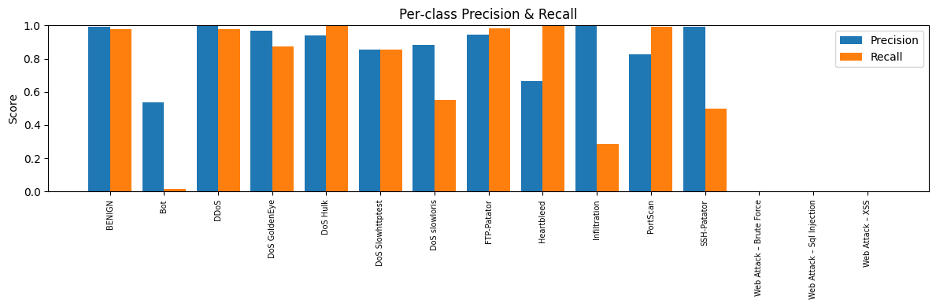 Per-class Precision & Recall
Score
1.0
0.8
0.6
0.4
0.2
0.0
Precision
Recall
BENIGN
Bot
DDoS
DoS GoldenEye
DoS Hulk
DoS Slowhttptest
DoS slowloris
FTP-Patator
Heartbleed
Infiltration
PortScan
SSH-Patator
Web Attack – Brute Force
Web Attack – Sql Injection
Web Attack – XSS